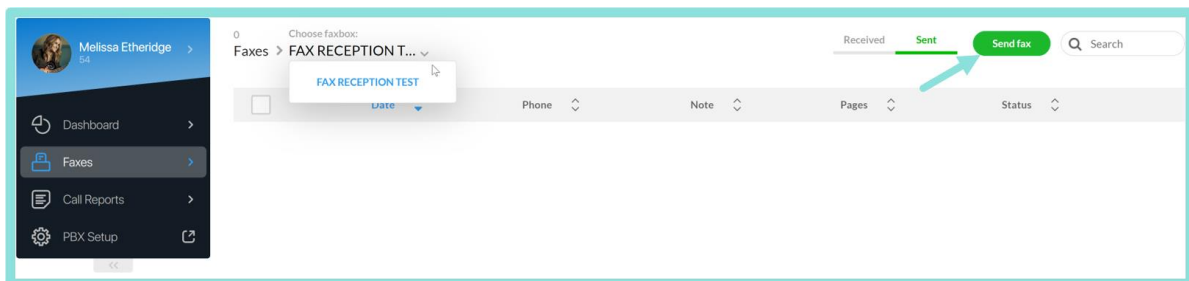 Melissa Etheridge
54
Dashboard
Faxes
Call Reports
PBX Setup
0
Choose faxbox:
Faxes > FAX RECEPTION T...
FAX RECEPTION TEST
Received Sent
Send fax
Search
Date Phone Note Pages Status